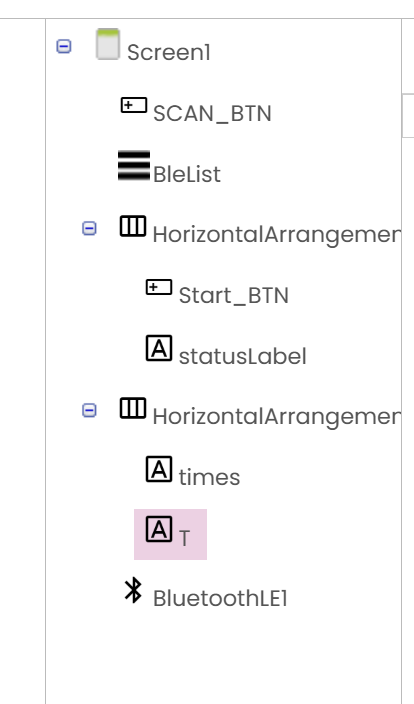 Screen1
SCAN_BTN
BleList
HorizontalArrangemen
Start_BTN
statusLabel
HorizontalArrangemen
times
T
BluetoothLE1